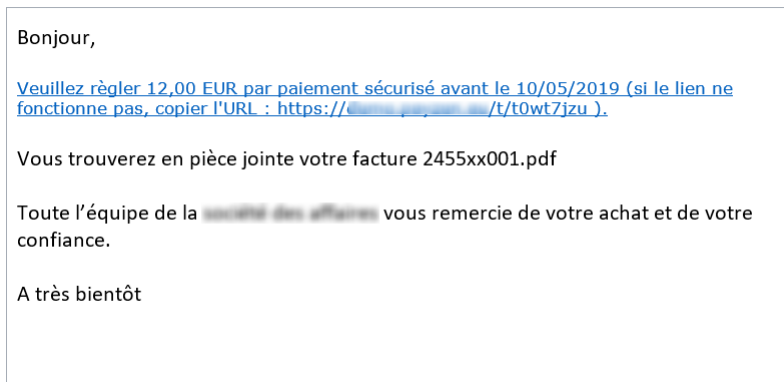 Bonjour,
Veuillez règler 12,00 EUR par paiement sécurisé avant le 10/05/2019 (si le lien ne
fonctionne pas, copier l'URL : https:///t/t0wt7jzu ).
Vous trouverez en pièce jointe votre facture 2455xx001.pdf
Toute l’équipe de la vous remercie de votre achat et de votre
confiance.
A très bientôt